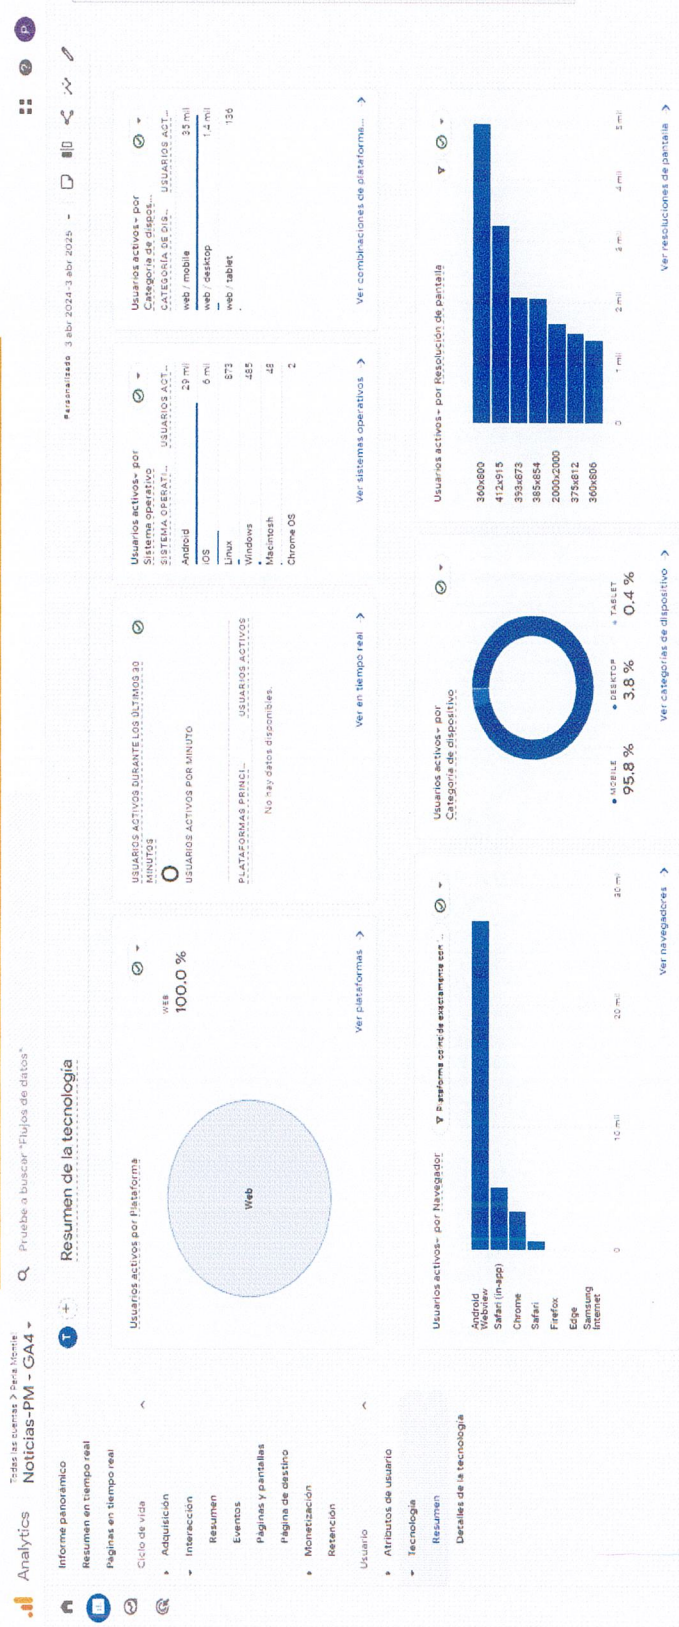 Todas las cuentas > Perla Montiel
Analytics
Noticias-PM - GA4
Pruebe a buscar "Flujos de datos"
P
Informe panorámico
Resumen en tiempo real
Páginas en tiempo real
Ciclo de vida
Adquisición
Interacción
Resumen
Eventos
Páginas y pantallas
Página de destino
Monetización
Retención
Usuario
Atributos de usuario
Tecnología
Resumen
Detalles de la tecnología
T
+
Resumen de la tecnología
Personalizado 3 abr 2024-3 abr 2025
Usuarios activos por Plataforma
Web
WEB
100.0 %
Ver plataformas
USUARIOS ACTIVOS DURANTE LOS ÚLTIMOS 30
MINUTOS
0
USUARIOS ACTIVOS POR MINUTO
PLATAFORMAS PRINCI... USUARIOS ACTIVOS
No hay datos disponibles.
Ver en tiempo real
Usuarios activos por
Sistema operativo
SISTEMA OPERATI... USUARIOS ACT...
Android 29 mil
iOS 6 mil
Linux 673
Windows 485
Macintosh 48
Chrome OS 2
Ver sistemas operativos
Usuarios activos por
Categoría de dispos...
CATEGORÍA DE DIS... USUARIOS ACT...
web / mobile 35 mil
web / desktop 1,4 mil
web / tablet 136
Ver combinaciones de plataforma...
Usuarios activos por Navegador
Plataforma coincide exactamente con '...
Android
Webview
Safari (in-app)
Chrome
Safari
Firefox
Edge
Samsung
Internet
0 10 mil 20 mil 30 mil
Ver navegadores
Usuarios activos por
Categoría de dispositivo
MOBILE DESKTOP TABLET
95.8 % 3.8 % 0.4 %
Ver categorías de dispositivo
Usuarios activos por Resolución de pantalla
360x800
412x915
393x873
385x854
2000x2000
375x812
360x806
0 1 mil 2 mil 3 mil 4 mil 5 mil
Ver resoluciones de pantalla